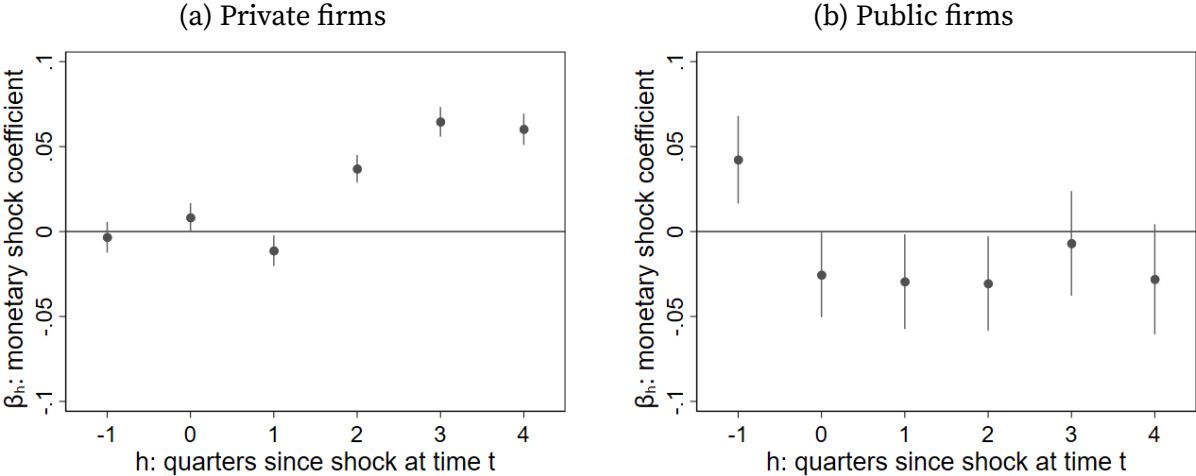 (a) Private firms
βₕ: monetary shock coefficient
.1
.05
0
-.05
-.1
-1 0 1 2 3 4
h: quarters since shock at time t
(b) Public firms
βₕ: monetary shock coefficient
.1
.05
0
-.05
-.1
-1 0 1 2 3 4
h: quarters since shock at time t